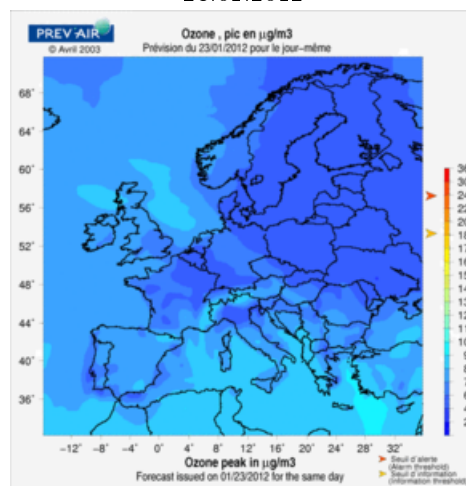 PREV'AIR
© Avril 2003
Ozone , pic en µg/m3
Prévision du 23/01/2012 pour le jour-même
68°
64°
60°
56°
52°
48°
44°
40°
36°
−12° −8° −4° 0° 4° 8° 12° 16° 20° 24° 28° 32°
Ozone peak in µg/m3
Forecast issued on 01/23/2012 for the same day
Seuil d'alerte
(Alarm threshold)
Seuil d'information
(Information threshold)